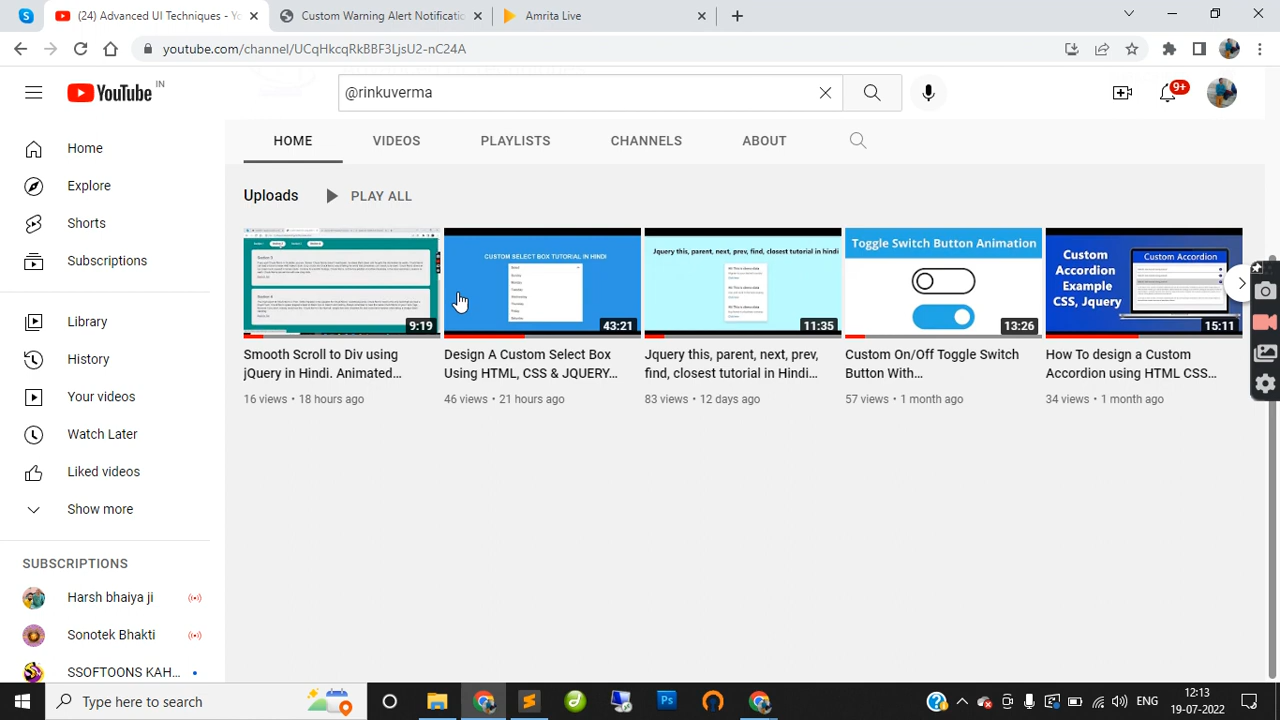 (24) Advanced UI Techniques - Yo
Custom Warning Alert Notificatio
Amrita Live
youtube.com/channel/UCqHkcqRkBBF3LjsU2-nC24A
YouTube IN
@rinkuverma
9+
HOME
VIDEOS
PLAYLISTS
CHANNELS
ABOUT
Home
Explore
Shorts
Subscriptions
Library
History
Your videos
Watch Later
Liked videos
Show more
SUBSCRIPTIONS
Harsh bhaiya ji
Sonotek Bhakti
SSOFTOONS KAH...
Uploads
PLAY ALL
9:19
Smooth Scroll to Div using
jQuery in Hindi. Animated...
16 views • 18 hours ago
CUSTOM SELECT BOX TUTORIAL IN HINDI
43:21
Design A Custom Select Box
Using HTML, CSS & JQUERY...
46 views • 21 hours ago
Jquery this, parent, next, prev, find, closest tutorial in hindi
11:35
Jquery this, parent, next, prev,
find, closest tutorial in Hindi...
83 views • 12 days ago
Toggle Switch Button Animation
13:26
Custom On/Off Toggle Switch
Button With...
57 views • 1 month ago
Custom
Accordion
Example
CSS, Jquery
Custom Accordion
15:11
How To design a Custom
Accordion using HTML CSS...
34 views • 1 month ago
Type here to search
Ps
ENG
12:13
19-07-2022